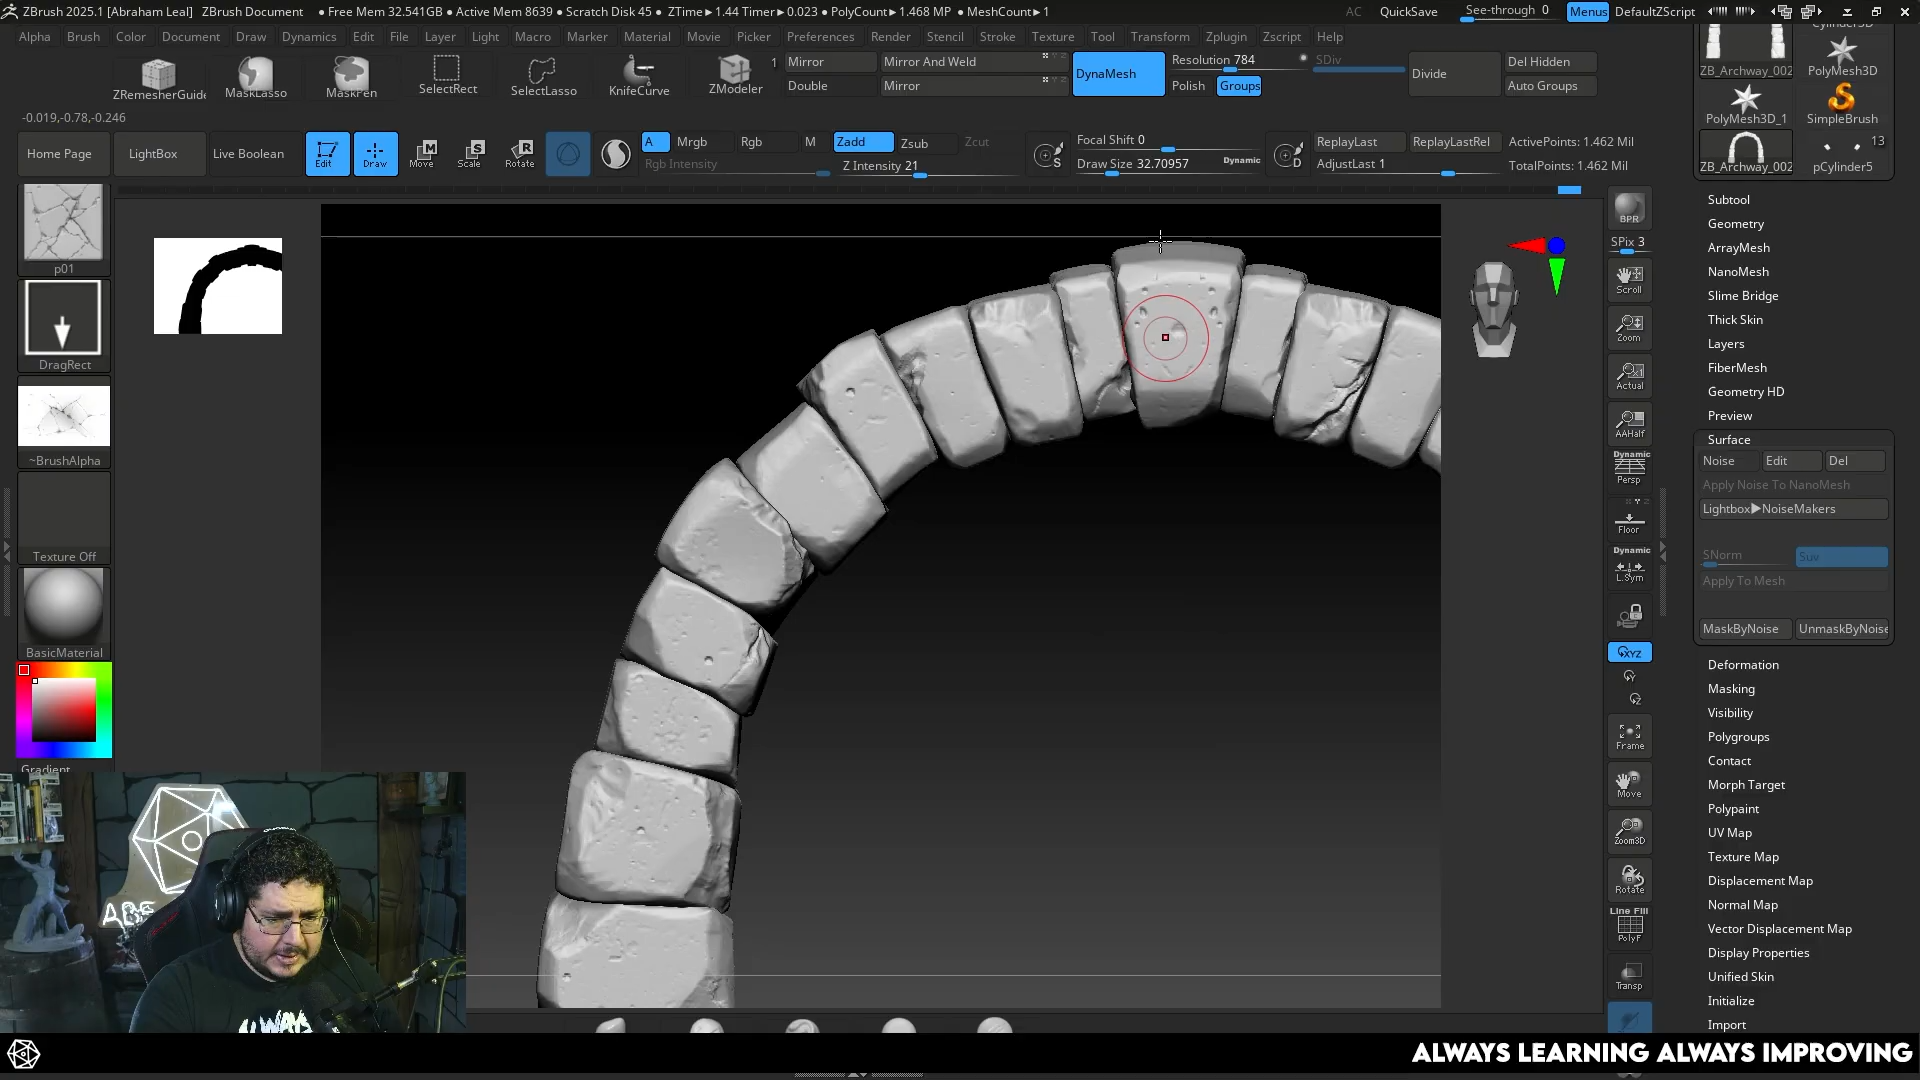 ZBrush 2025.1 [Abraham Leal] ZBrush Document • Free Mem 32.541GB • Active Mem 8639 • Scratch Disk 45 • ZTime►1.44 Timer►0.023 • PolyCount►1.468 MP • MeshCount►1
AC QuickSave See-through 0 Menus DefaultZScript
Alpha Brush Color Document Draw Dynamics Edit File Layer Light Macro Marker Material Movie Picker Preferences Render Stencil Stroke Texture Tool Transform Zplugin Zscript Help
ZRemesherGuide MaskLasso MaskPen SelectRect SelectLasso KnifeCurve ZModeler
1 Mirror Mirror And Weld
Double Mirror
DynaMesh Resolution 784 SDiv
Polish Groups
Divide Del Hidden
Auto Groups
-0.019,-0.78,-0.246
Home Page LightBox Live Boolean Edit Draw Move Scale Rotate
M S R
A Mrgb Rgb M Zadd Zsub Zcut
Rgb Intensity Z Intensity 21
S Focal Shift 0
Draw Size 32.70957 Dynamic
D ReplayLast ReplayLastRel ActivePoints: 1.462 Mil
AdjustLast 1 TotalPoints: 1.462 Mil
p01
DragRect
~BrushAlpha
Texture Off
BasicMaterial
Gradient
BPR
SPix 3
Scroll
Zoom
Actual
AAHalf
Dynamic
Persp
Floor
Dynamic
L.Sym
XYZ
Frame
Move
Zoom3D
Rotate
Line Fill
PolyF
Transp
ZB_Archway_002 PolyMesh3D
PolyMesh3D_1 SimpleBrush
13
ZB_Archway_002 pCylinder5
Subtool
Geometry
ArrayMesh
NanoMesh
Slime Bridge
Thick Skin
Layers
FiberMesh
Geometry HD
Preview
Surface
Noise Edit Del
Apply Noise To NanoMesh
Lightbox►NoiseMakers
SNorm Suv
Apply To Mesh
MaskByNoise UnmaskByNoise
Deformation
Masking
Visibility
Polygroups
Contact
Morph Target
Polypaint
UV Map
Texture Map
Displacement Map
Normal Map
Vector Displacement Map
Display Properties
Unified Skin
Initialize
Import
ALWAYS LEARNING ALWAYS IMPROVING